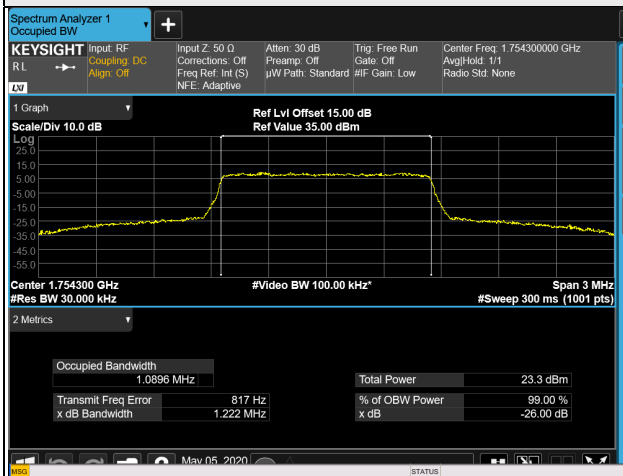 Spectrum Analyzer 1
Occupied BW
+
KEYSIGHT Input: RF Input Z: 50 Ω Atten: 30 dB Trig: Free Run Center Freq: 1.754300000 GHz
RL Coupling: DC Corrections: Off Preamp: Off Gate: Off Avg|Hold: 1/1
Align: Off Freq Ref: Int (S) µW Path: Standard #IF Gain: Low Radio Std: None
LXI NFE: Adaptive
1 Graph Ref Lvl Offset 15.00 dB
Scale/Div 10.0 dB Ref Value 35.00 dBm
Log
25.0
15.0
5.00
-5.00
-15.0
-25.0
-35.0
-45.0
-55.0
Center 1.754300 GHz #Video BW 100.00 kHz* Span 3 MHz
#Res BW 30.000 kHz #Sweep 300 ms (1001 pts)
2 Metrics
Occupied Bandwidth
1.0896 MHz Total Power 23.3 dBm
Transmit Freq Error 817 Hz % of OBW Power 99.00 %
x dB Bandwidth 1.222 MHz x dB -26.00 dB
May 05, 2020
MSG STATUS